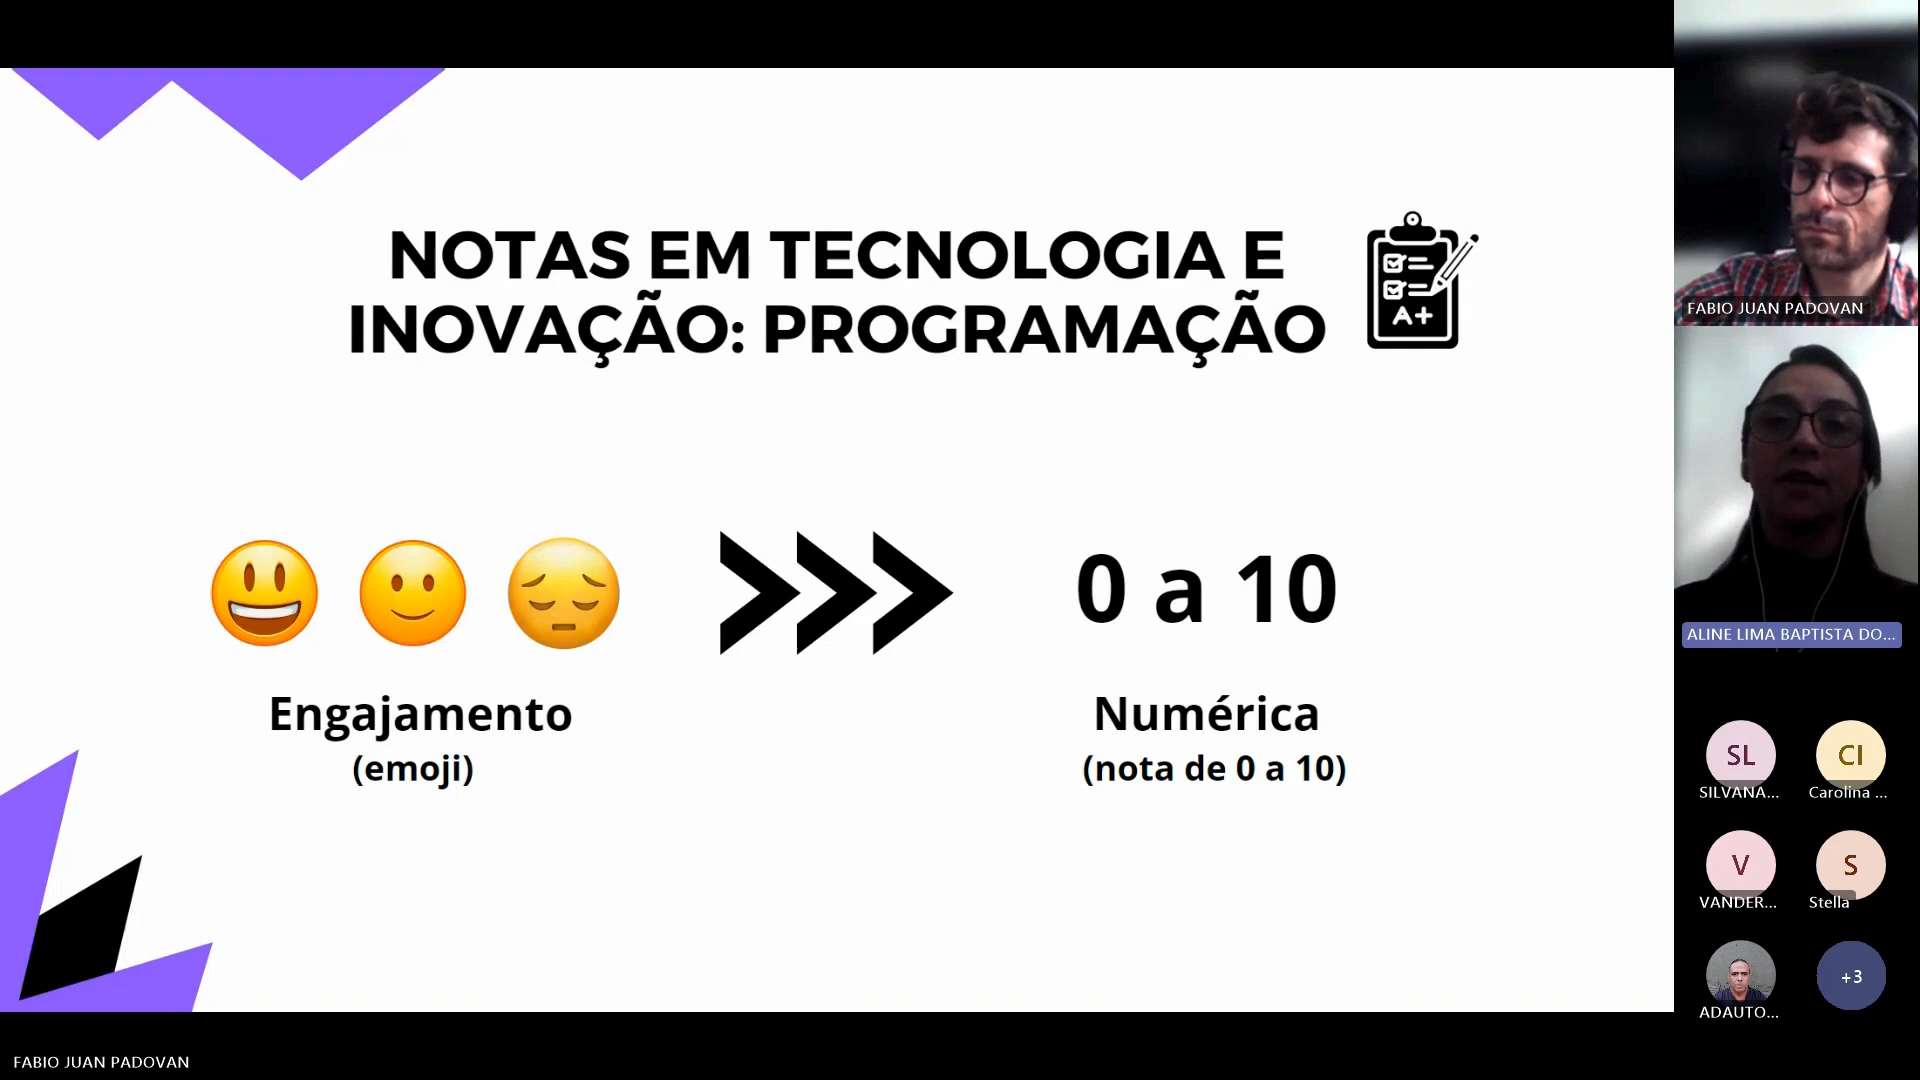 NOTAS EM TECNOLOGIA E
INOVAÇÃO: PROGRAMAÇÃO
A+
0 a 10
Engajamento
(emoji)
Numérica
(nota de 0 a 10)
FABIO JUAN PADOVAN
ALINE LIMA BAPTISTA DO...
SL
CI
SILVANA...
Carolina ...
V
S
VANDER...
Stella
+3
ADAUTO...
FABIO JUAN PADOVAN